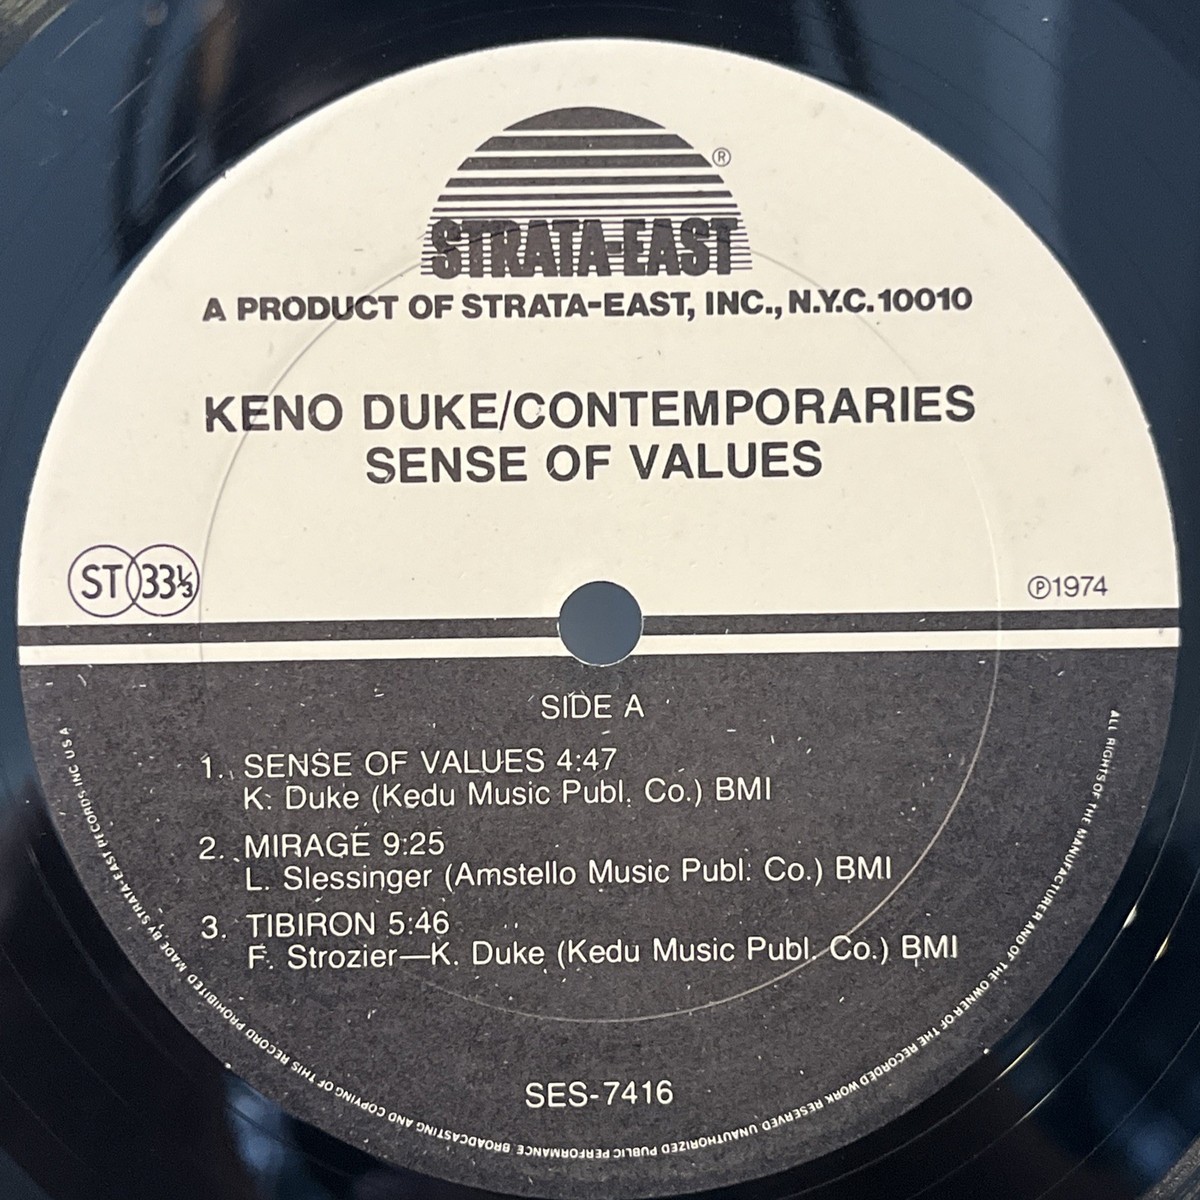 STRATA-EAST ®
A PRODUCT OF STRATA-EAST, INC., N.Y.C. 10010
KENO DUKE/CONTEMPORARIES
SENSE OF VALUES
ST 33⅓
℗1974
SIDE A
1. SENSE OF VALUES 4:47
K. Duke (Kedu Music Publ. Co.) BMI
2. MIRAGE 9:25
L. Slessinger (Amstello Music Publ. Co.) BMI
3. TIBIRON 5:46
F. Strozier—K. Duke (Kedu Music Publ. Co.) BMI
SES-7416
ALL RIGHTS OF THE MANUFACTURER AND OF THE OWNER OF THE RECORDED WORK RESERVED UNAUTHORIZED PUBLIC PERFORMANCE BROADCASTING AND COPYING OF THIS RECORD PROHIBITED MADE BY STRATA-EAST RECORDS INC U S A